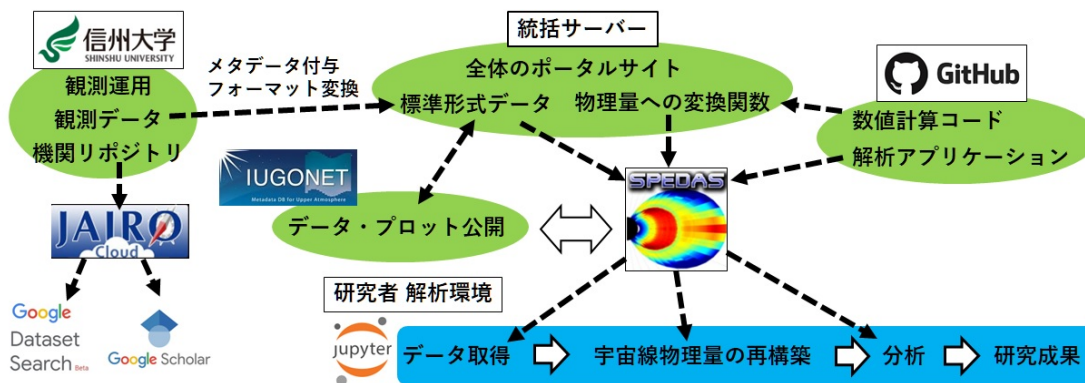 信州大学
SHINSHU UNIVERSITY
観測運用
観測データ
機関リポジトリ
メタデータ付与
フォーマット変換
統括サーバー
全体のポータルサイト
標準形式データ 物理量への変換関数
GitHub
数値計算コード
解析アプリケーション
IUGONET
Metadata DB for Upper Atmosphere
データ・プロット公開
SPEDAS
JAIRO
Cloud
Google
Dataset
Search Beta
Google Scholar
研究者 解析環境
jupyter
データ取得
宇宙線物理量の再構築
分析
研究成果